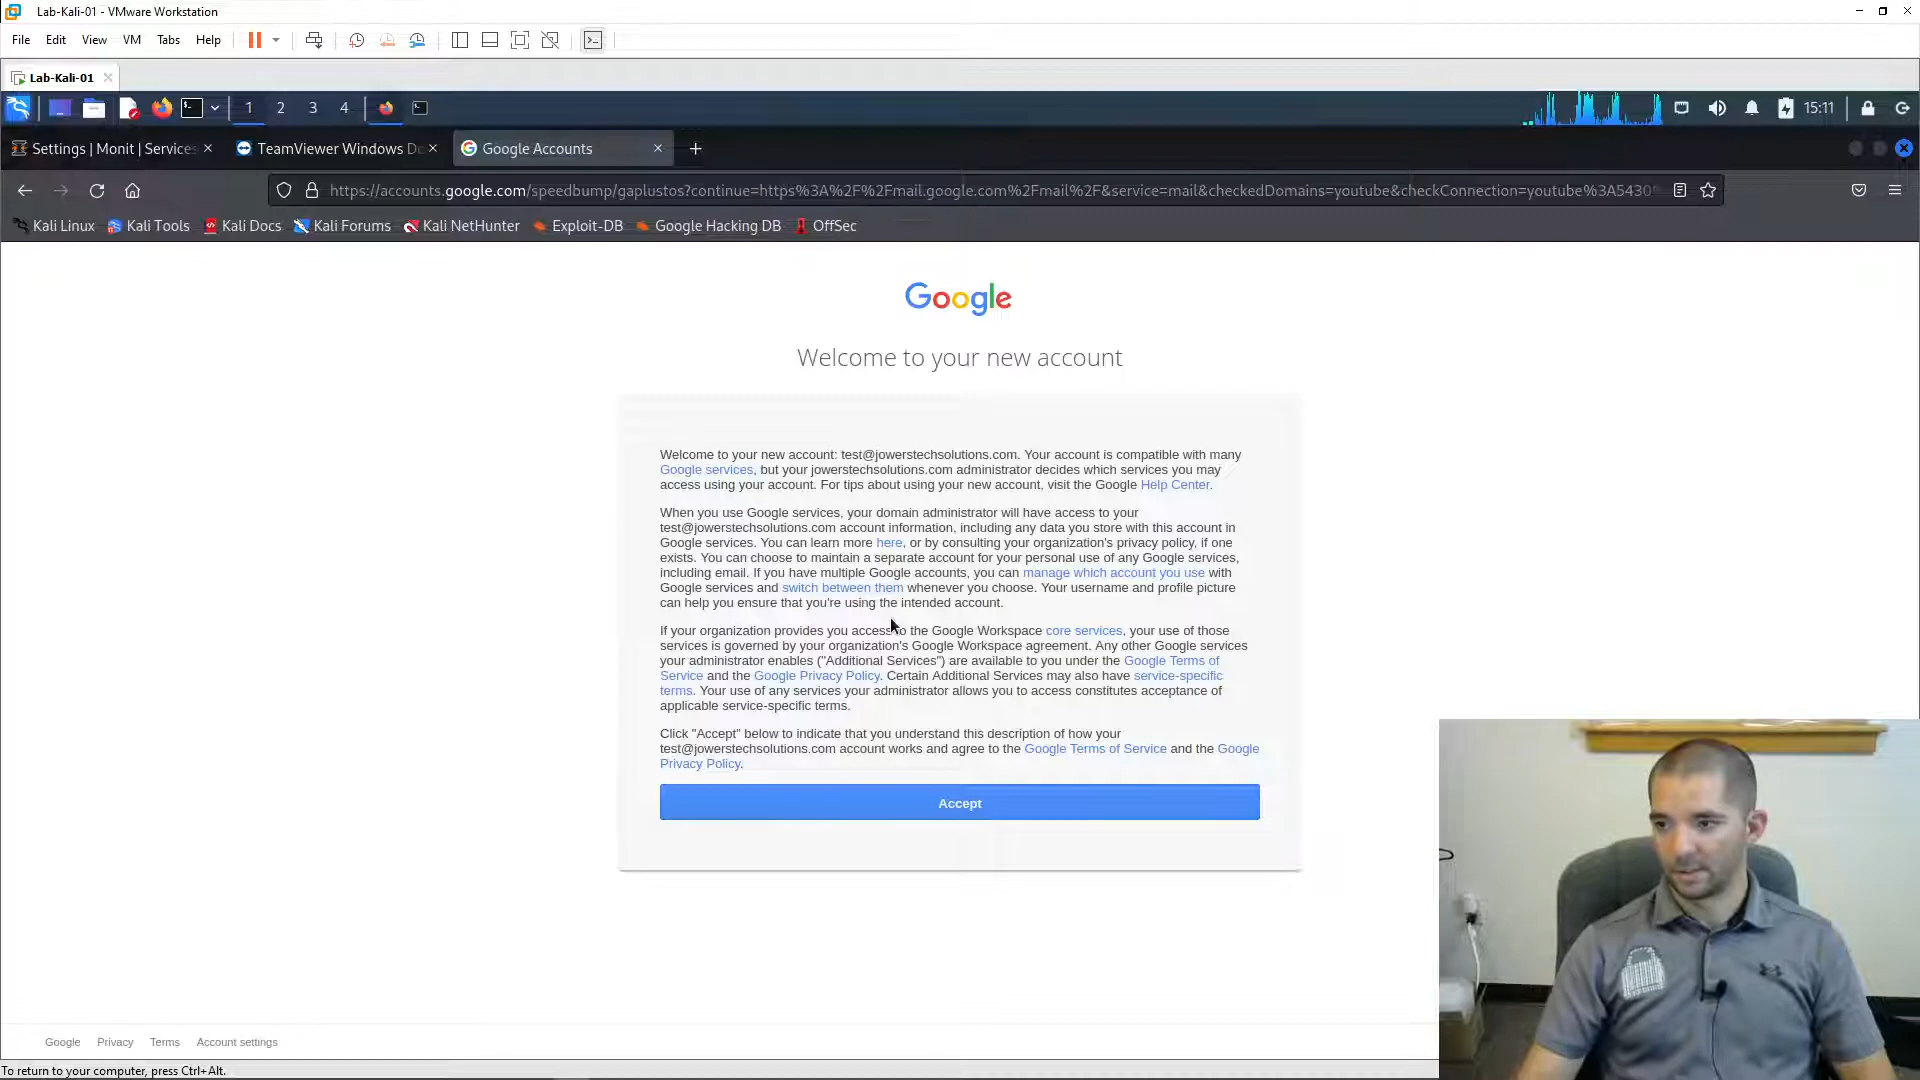 Lab-Kali-01 - VMware Workstation
File Edit View VM Tabs Help
Lab-Kali-01
1 2 3 4 15:11
Settings | Monit | Services TeamViewer Windows Do Google Accounts
https://accounts.google.com/speedbump/gaplustos?continue=https%3A%2F%2Fmail.google.com%2Fmail%2F&service=mail&checkedDomains=youtube&checkConnection=youtube%3A5430
Kali Linux Kali Tools Kali Docs Kali Forums Kali NetHunter Exploit-DB Google Hacking DB OffSec
Google
Welcome to your new account
Welcome to your new account: test@jowerstechsolutions.com. Your account is compatible with many
Google services, but your jowerstechsolutions.com administrator decides which services you may
access using your account. For tips about using your new account, visit the Google Help Center.
When you use Google services, your domain administrator will have access to your
test@jowerstechsolutions.com account information, including any data you store with this account in
Google services. You can learn more here, or by consulting your organization's privacy policy, if one
exists. You can choose to maintain a separate account for your personal use of any Google services,
including email. If you have multiple Google accounts, you can manage which account you use with
Google services and switch between them whenever you choose. Your username and profile picture
can help you ensure that you're using the intended account.
If your organization provides you access to the Google Workspace core services, your use of those
services is governed by your organization's Google Workspace agreement. Any other Google services
your administrator enables ("Additional Services") are available to you under the Google Terms of
Service and the Google Privacy Policy. Certain Additional Services may also have service-specific
terms. Your use of any services your administrator allows you to access constitutes acceptance of
applicable service-specific terms.
Click "Accept" below to indicate that you understand this description of how your
test@jowerstechsolutions.com account works and agree to the Google Terms of Service and the Google
Privacy Policy.
Accept
Google Privacy Terms Account settings
To return to your computer, press Ctrl+Alt.